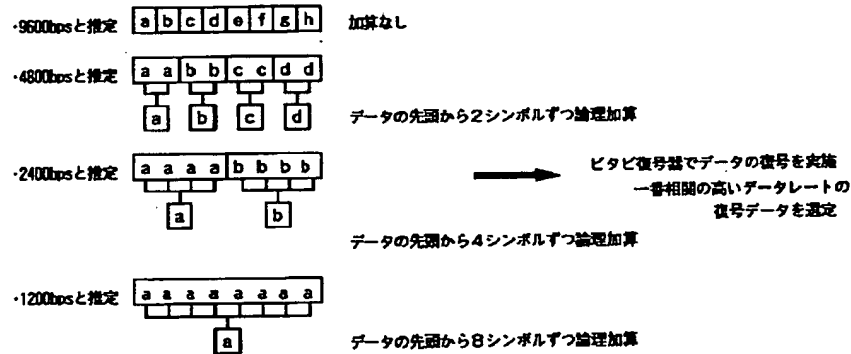 ・9600bpsと推定 a b c d e f g h 加算なし
・4800bpsと推定 a a b b c c d d
a b c d
データの先頭から2シンボルずつ論理加算
・2400bpsと推定 a a a a b b b b
a b
データの先頭から4シンボルずつ論理加算
ビタビ復号器でデータの復号を実施
一番相関の高いデータレートの
復号データを選定
・1200bpsと推定 a a a a a a a a
a
データの先頭から8シンボルずつ論理加算